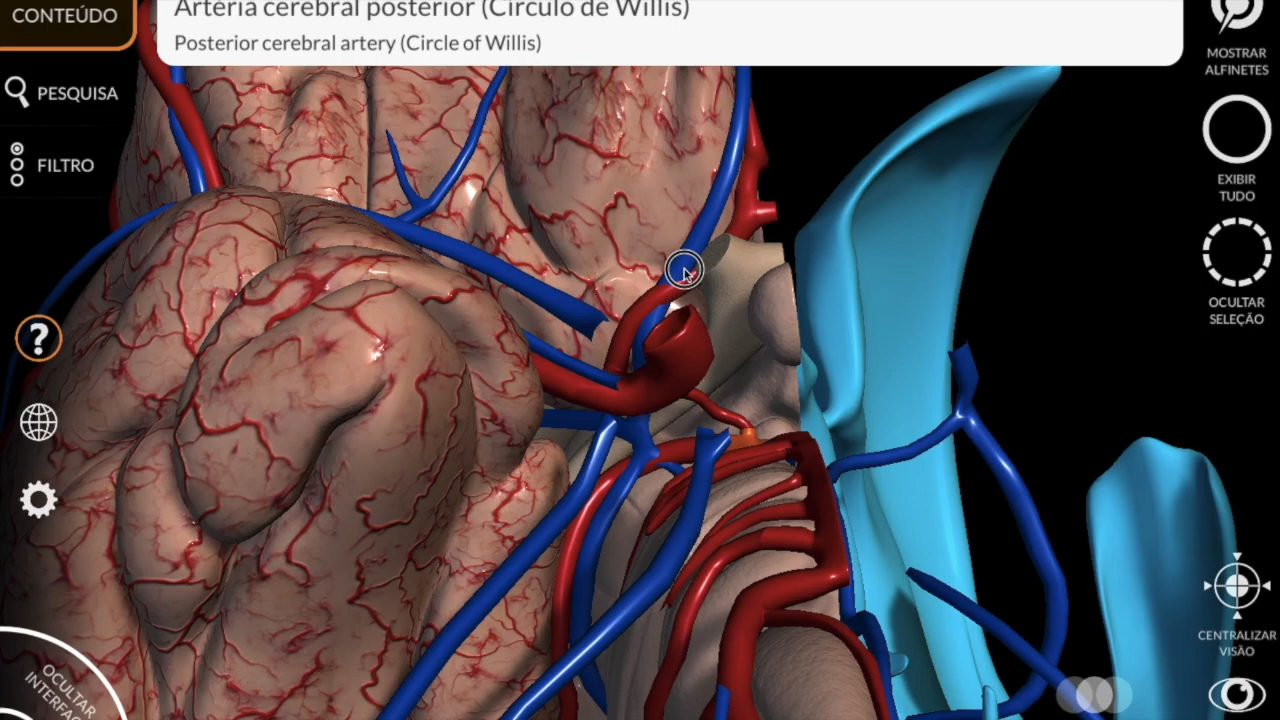 CONTEÚDO
Artéria cerebral posterior (Círculo de Willis)
Posterior cerebral artery (Circle of Willis)
MOSTRAR
ALFINETES
PESQUISA
FILTRO
EXIBIR
TUDO
OCULTAR
SELEÇÃO
?
CENTRALIZAR
VISÃO
OCULTAR